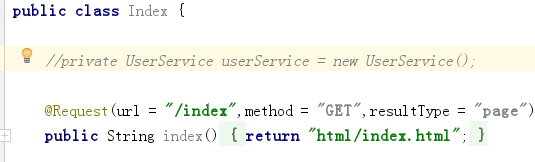 public class Index {
//private UserService userService = new UserService();
@Request(url = "/index",method = "GET",resultType = "page")
public String index() { return "html/index.html"; }